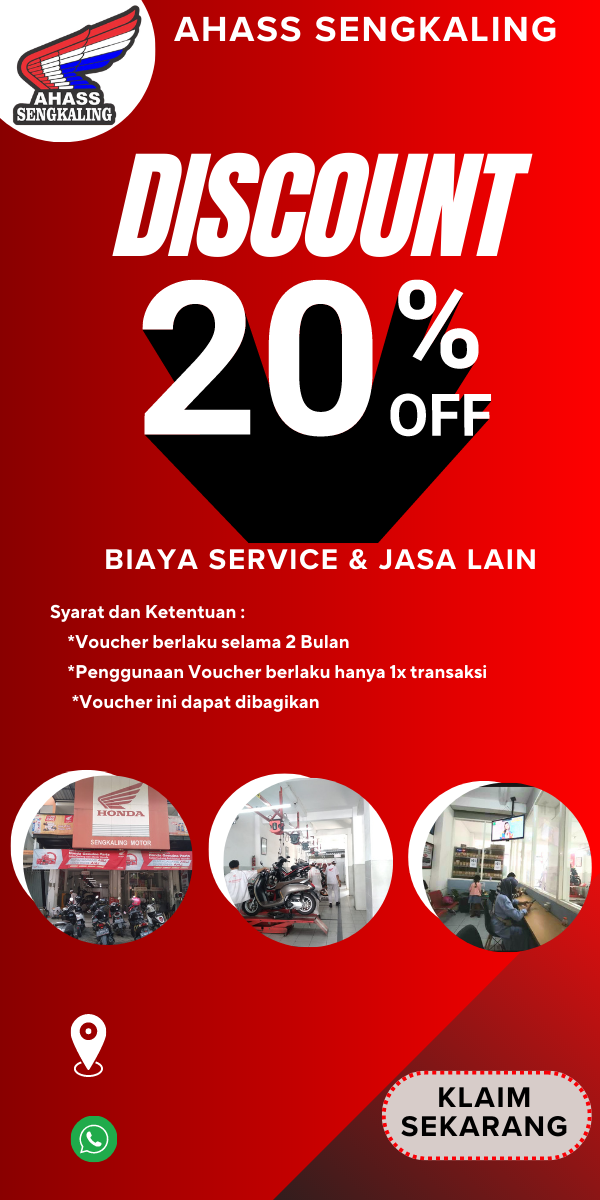 AHASS SENGKALING
AHASS
SENGKALING
DISCOUNT
20%
OFF
BIAYA SERVICE & JASA LAIN
Syarat dan Ketentuan :
*Voucher berlaku selama 2 Bulan
*Penggunaan Voucher berlaku hanya 1x transaksi
*Voucher ini dapat dibagikan
HONDA
SENGKALING MOTOR
KLAIM
SEKARANG